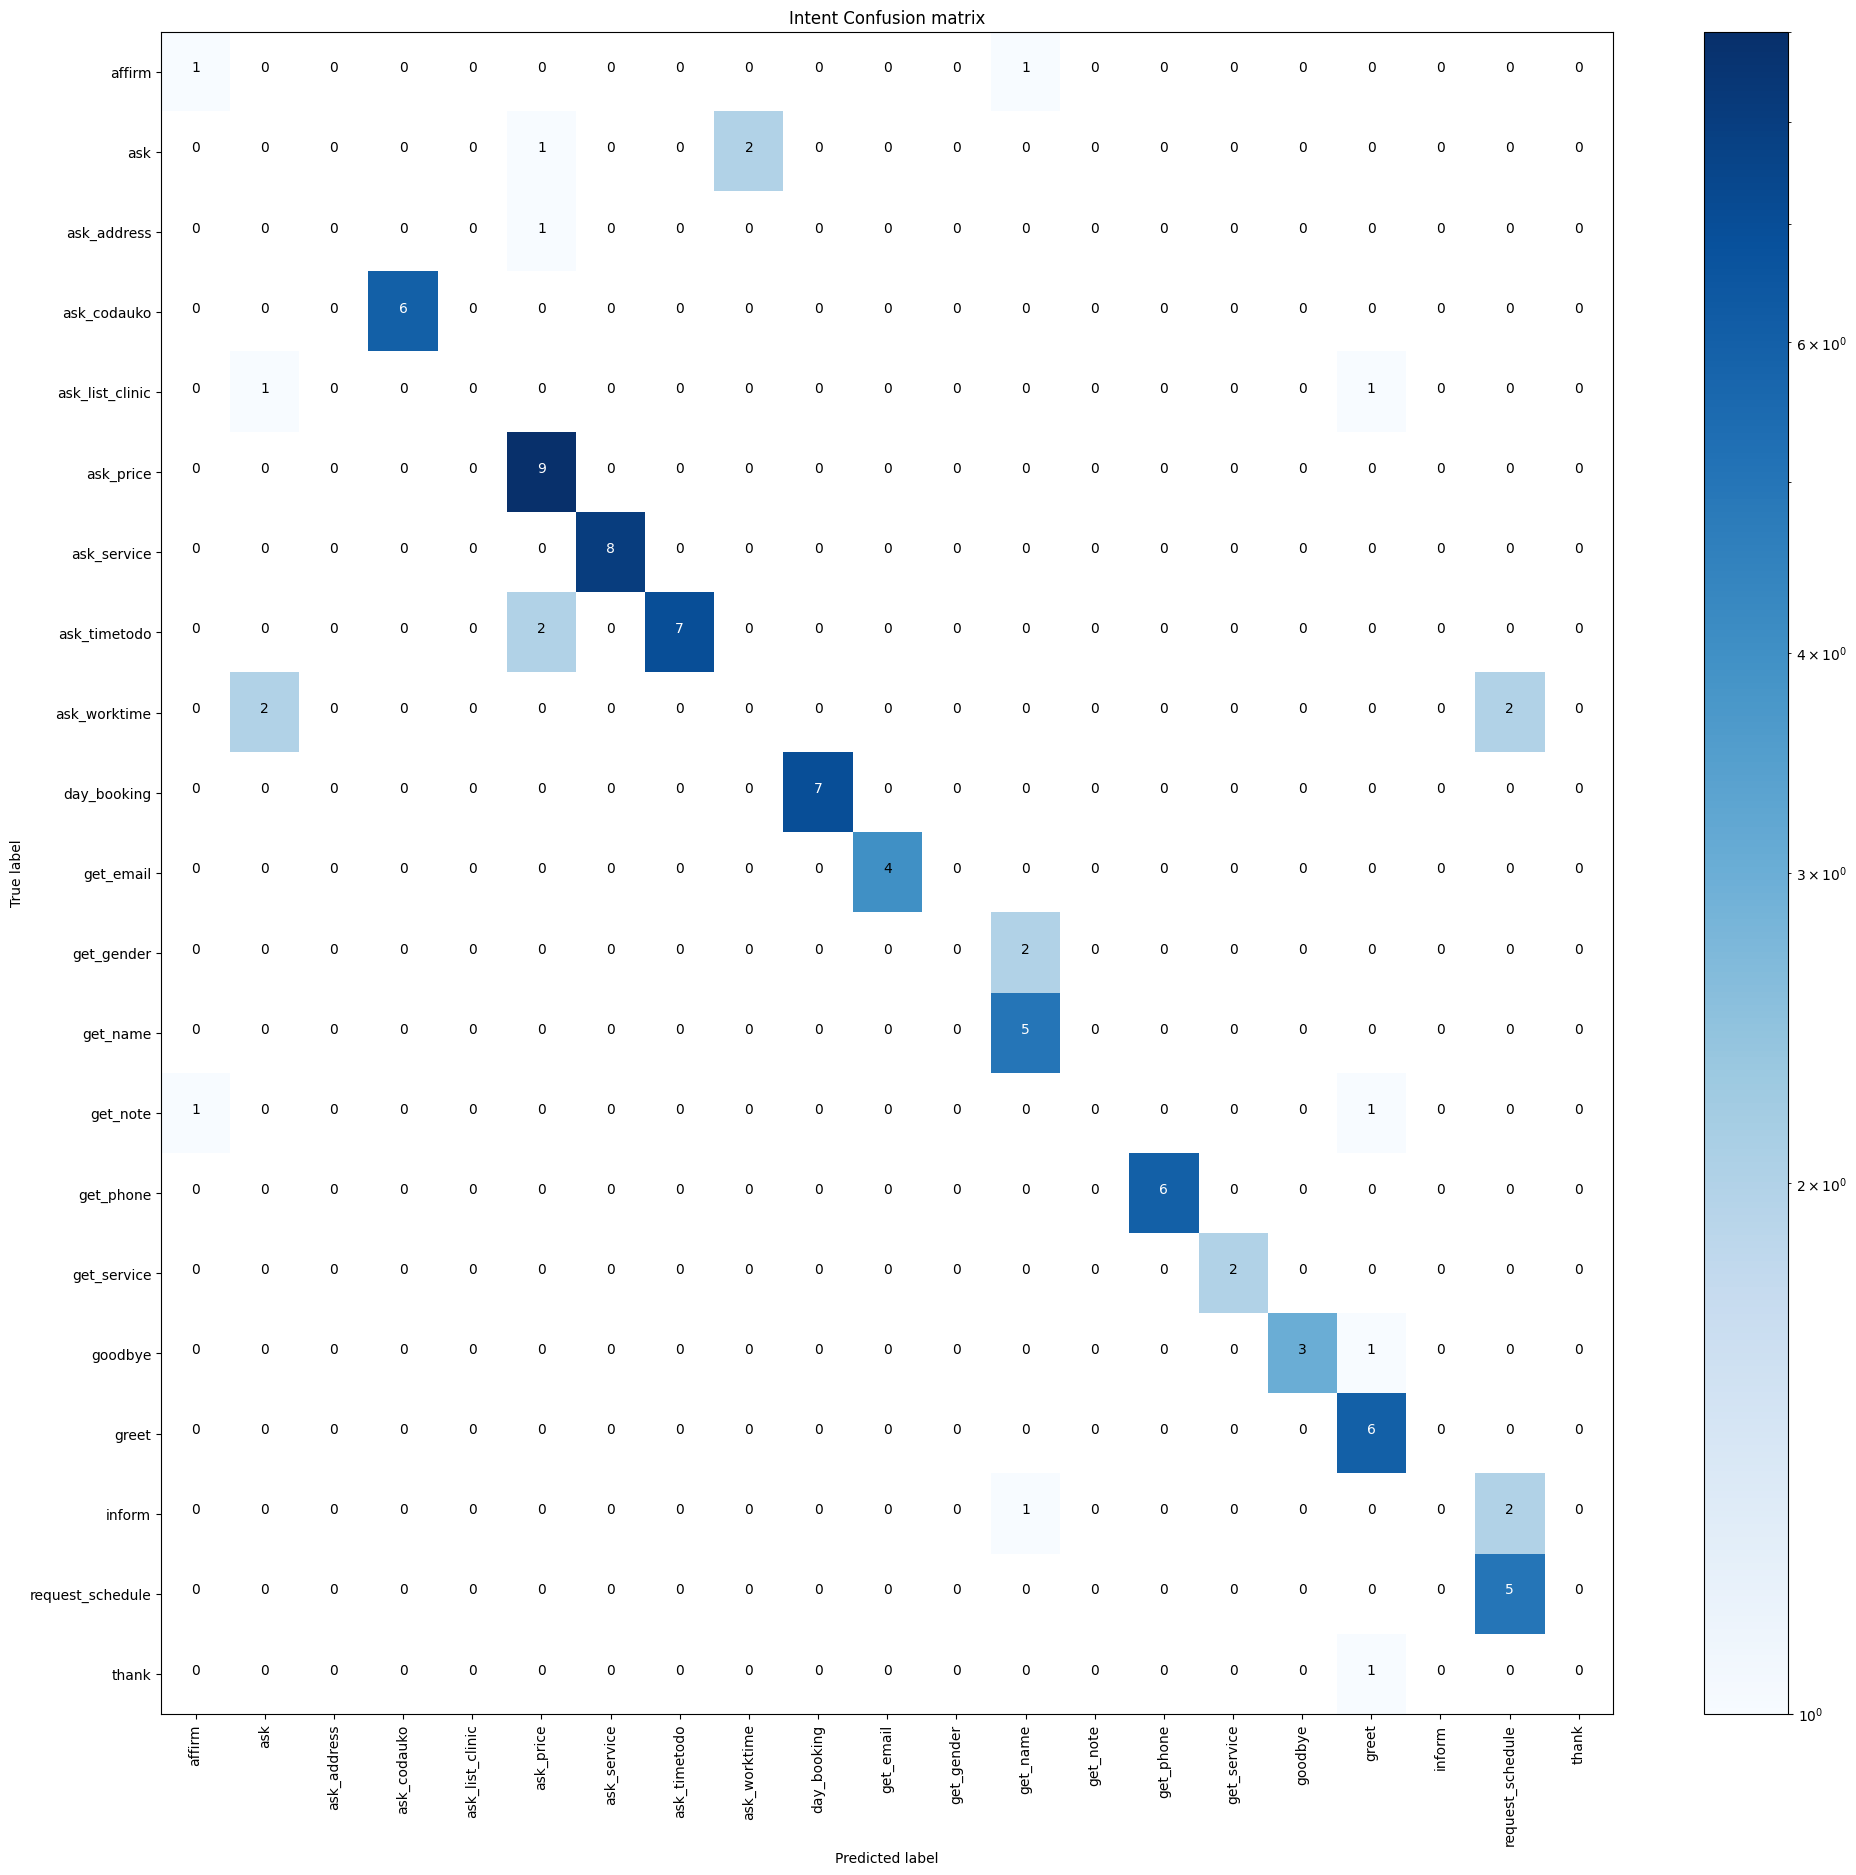 Intent Confusion matrix
affirm 1 0 0 0 0 0 0 0 0 0 0 0 1 0 0 0 0 0 0 0 0
ask 0 0 0 0 0 1 0 0 2 0 0 0 0 0 0 0 0 0 0 0 0
ask_address 0 0 0 0 0 1 0 0 0 0 0 0 0 0 0 0 0 0 0 0 0
ask_codauko 0 0 0 6 0 0 0 0 0 0 0 0 0 0 0 0 0 0 0 0 0
6 × 10⁰
ask_list_clinic 0 1 0 0 0 0 0 0 0 0 0 0 0 0 0 0 0 1 0 0 0
ask_price 0 0 0 0 0 9 0 0 0 0 0 0 0 0 0 0 0 0 0 0 0
ask_service 0 0 0 0 0 0 8 0 0 0 0 0 0 0 0 0 0 0 0 0 0
ask_timetodo 0 0 0 0 0 2 0 7 0 0 0 0 0 0 0 0 0 0 0 0 0
4 × 10⁰
ask_worktime 0 2 0 0 0 0 0 0 0 0 0 0 0 0 0 0 0 0 0 2 0
day_booking 0 0 0 0 0 0 0 0 0 7 0 0 0 0 0 0 0 0 0 0 0
True label
get_email 0 0 0 0 0 0 0 0 0 0 4 0 0 0 0 0 0 0 0 0 0
3 × 10⁰
get_gender 0 0 0 0 0 0 0 0 0 0 0 0 2 0 0 0 0 0 0 0 0
get_name 0 0 0 0 0 0 0 0 0 0 0 0 5 0 0 0 0 0 0 0 0
get_note 1 0 0 0 0 0 0 0 0 0 0 0 0 0 0 0 0 1 0 0 0
get_phone 0 0 0 0 0 0 0 0 0 0 0 0 0 0 6 0 0 0 0 0 0
2 × 10⁰
get_service 0 0 0 0 0 0 0 0 0 0 0 0 0 0 0 2 0 0 0 0 0
goodbye 0 0 0 0 0 0 0 0 0 0 0 0 0 0 0 0 3 1 0 0 0
greet 0 0 0 0 0 0 0 0 0 0 0 0 0 0 0 0 0 6 0 0 0
inform 0 0 0 0 0 0 0 0 0 0 0 0 1 0 0 0 0 0 0 2 0
request_schedule 0 0 0 0 0 0 0 0 0 0 0 0 0 0 0 0 0 0 0 5 0
thank 0 0 0 0 0 0 0 0 0 0 0 0 0 0 0 0 0 1 0 0 0
10⁰
affirm
ask
ask_address
ask_codauko
ask_list_clinic
ask_price
ask_service
ask_timetodo
ask_worktime
day_booking
get_email
get_gender
get_name
get_note
get_phone
get_service
goodbye
greet
inform
request_schedule
thank
Predicted label